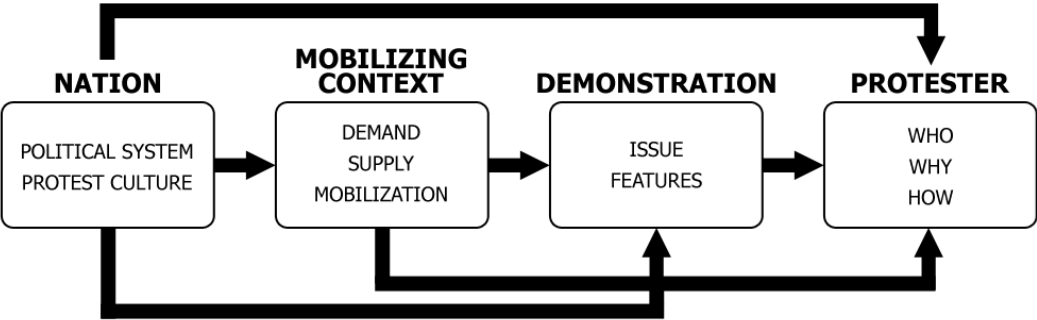 NATION
POLITICAL SYSTEM
PROTEST CULTURE
MOBILIZING
CONTEXT
DEMAND
SUPPLY
MOBILIZATION
DEMONSTRATION
ISSUE
FEATURES
PROTESTER
WHO
WHY
HOW